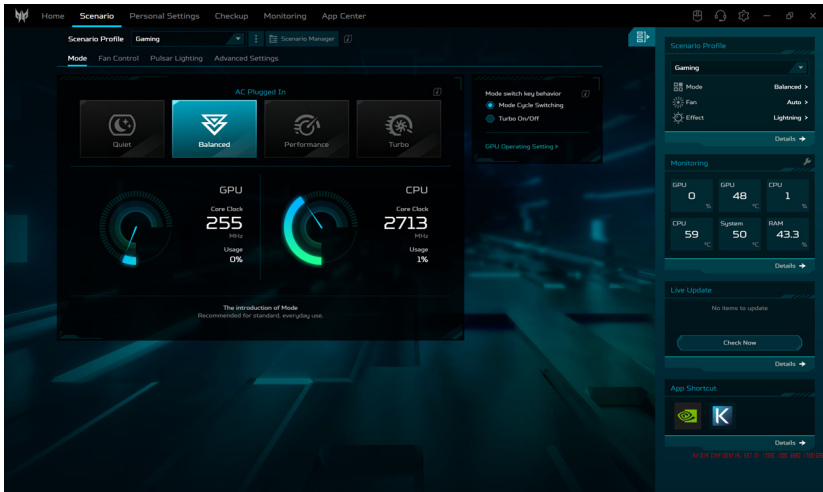 Home Scenario Personal Settings Checkup Monitoring App Center
Scenario Profile Gaming Scenario Manager
Mode Fan Control Pulsar Lighting Advanced Settings
AC Plugged In
Quiet Balanced Performance Turbo
GPU
Core Clock
255
MHz
Usage
0%
CPU
Core Clock
2713
MHz
Usage
1%
The introduction of Mode
Recommended for standard, everyday use.
Mode switch key behavior
Mode Cycle Switching
Turbo On/Off
GPU Operating Setting >
Scenario Profile
Gaming
Mode Balanced >
Fan Auto >
Effect Lightning >
Details
Monitoring
GPU 0 %
GPU 48 °C
CPU 1 %
CPU 59 °C
System 50 °C
RAM 43.3 %
Details
Live Update
No items to update
Check Now
Details
App Shortcut
K
Details